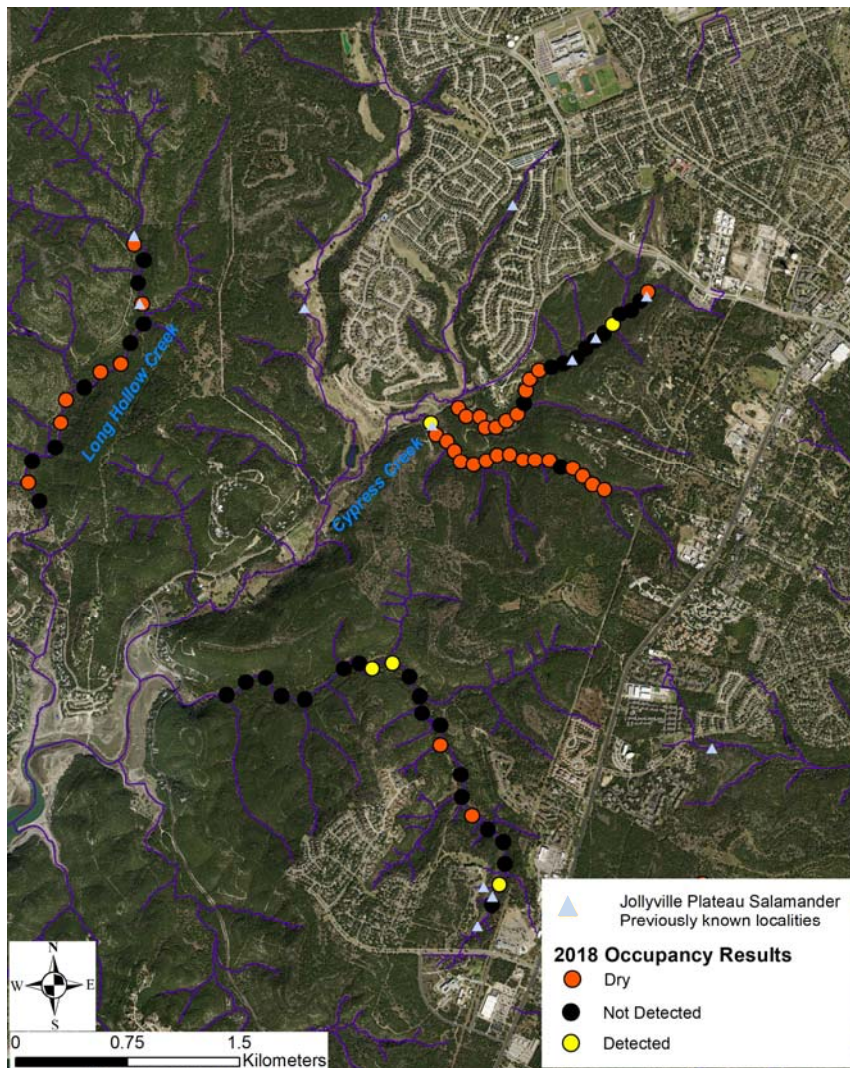 Long Hollow Creek
Cypress Creek
Jollyville Plateau Salamander
Previously known localities
2018 Occupancy Results
Dry
Not Detected
Detected
N
W
E
S
0 0.75 1.5
Kilometers